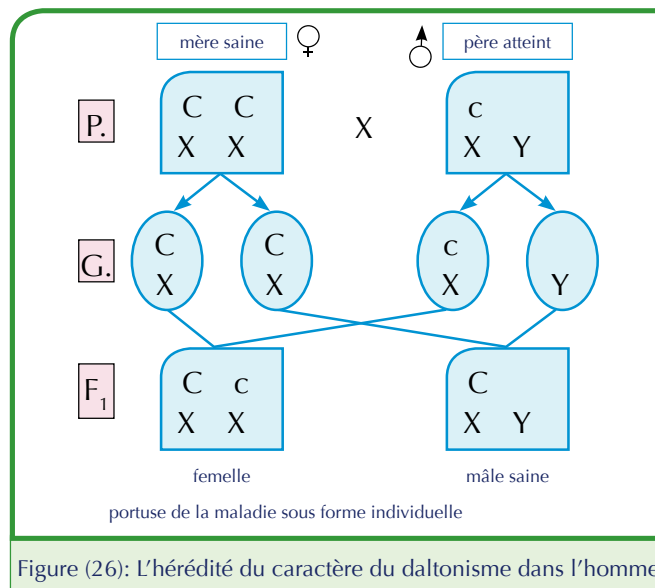 mère saine ♀ ♂ père atteint
C C c
P. X X X X Y
C C c
G. X X X Y
C c C
F1 X X X Y
femelle mâle saine
portuse de la maladie sous forme individuelle
Figure (26): L'hérédité du caractère du daltonisme dans l'homme